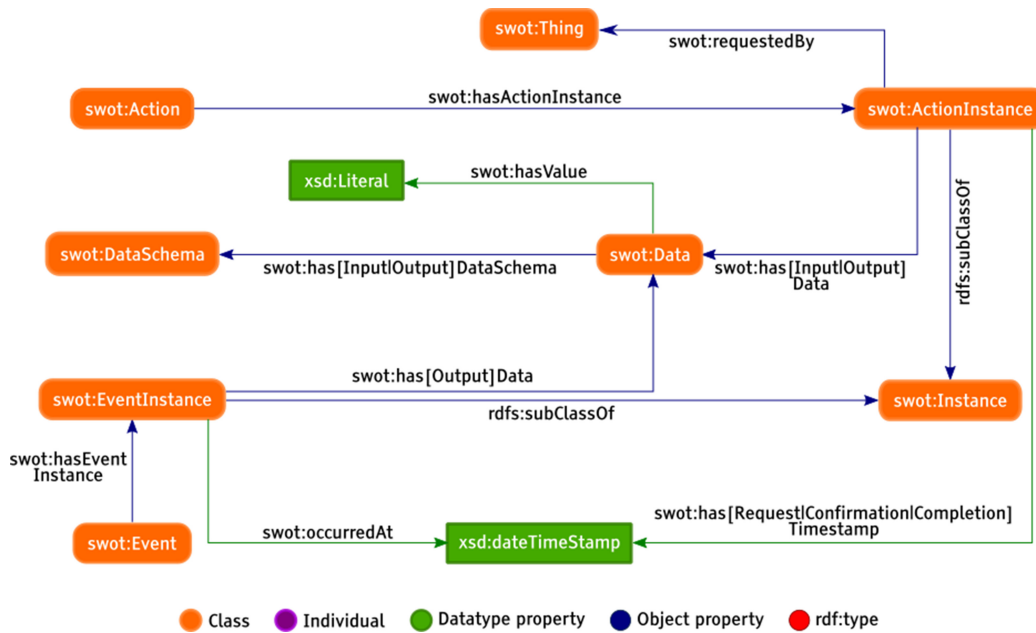 swot:Thing
swot:requestedBy
swot:Action
swot:hasActionInstance
swot:ActionInstance
xsd:Literal
swot:hasValue
rdfs:subClassOf
swot:DataSchema
swot:has[Input|Output]DataSchema
swot:Data
swot:has[Input|Output]
Data
swot:has[Output]Data
swot:EventInstance
rdfs:subClassOf
swot:Instance
swot:hasEvent
Instance
swot:Event
swot:occurredAt
xsd:dateTimeStamp
swot:has[Request|Confirmation|Completion]
Timestamp
Class
Individual
Datatype property
Object property
rdf:type